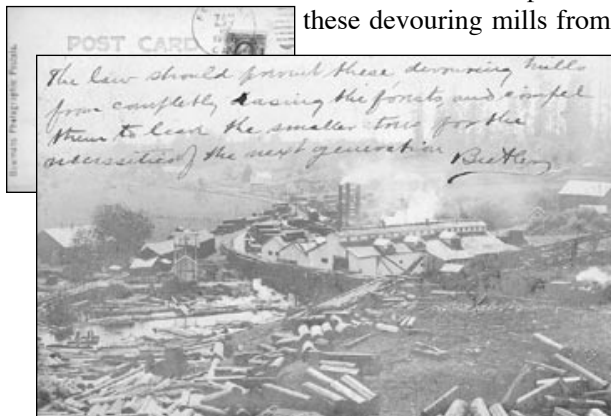 these devouring mills from
POST CARD
The law should prevent these devouring mills
from completely rasing the forests, and compel
them to leave the smaller trees for the
necessities of the next generation